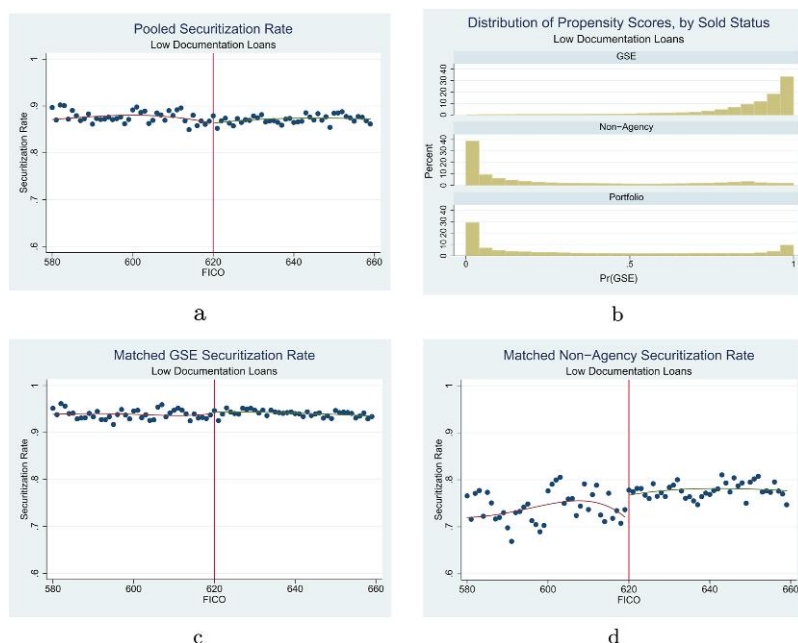 Pooled Securitization Rate
Low Documentation Loans
Securitization Rate
1
.9
.8
.7
.6
580
600
620
640
660
FICO
a
Distribution of Propensity Scores, by Sold Status
Low Documentation Loans
GSE
0 10 20 30 40
Non-Agency
0 10 20 30 40
Portfolio
0 10 20 30 40
Percent
0
.5
1
Pr(GSE)
b
Matched GSE Securitization Rate
Low Documentation Loans
Securitization Rate
1
.9
.8
.7
.6
580
600
620
640
660
FICO
c
Matched Non-Agency Securitization Rate
Low Documentation Loans
Securitization Rate
1
.9
.8
.7
.6
580
600
620
640
660
FICO
d